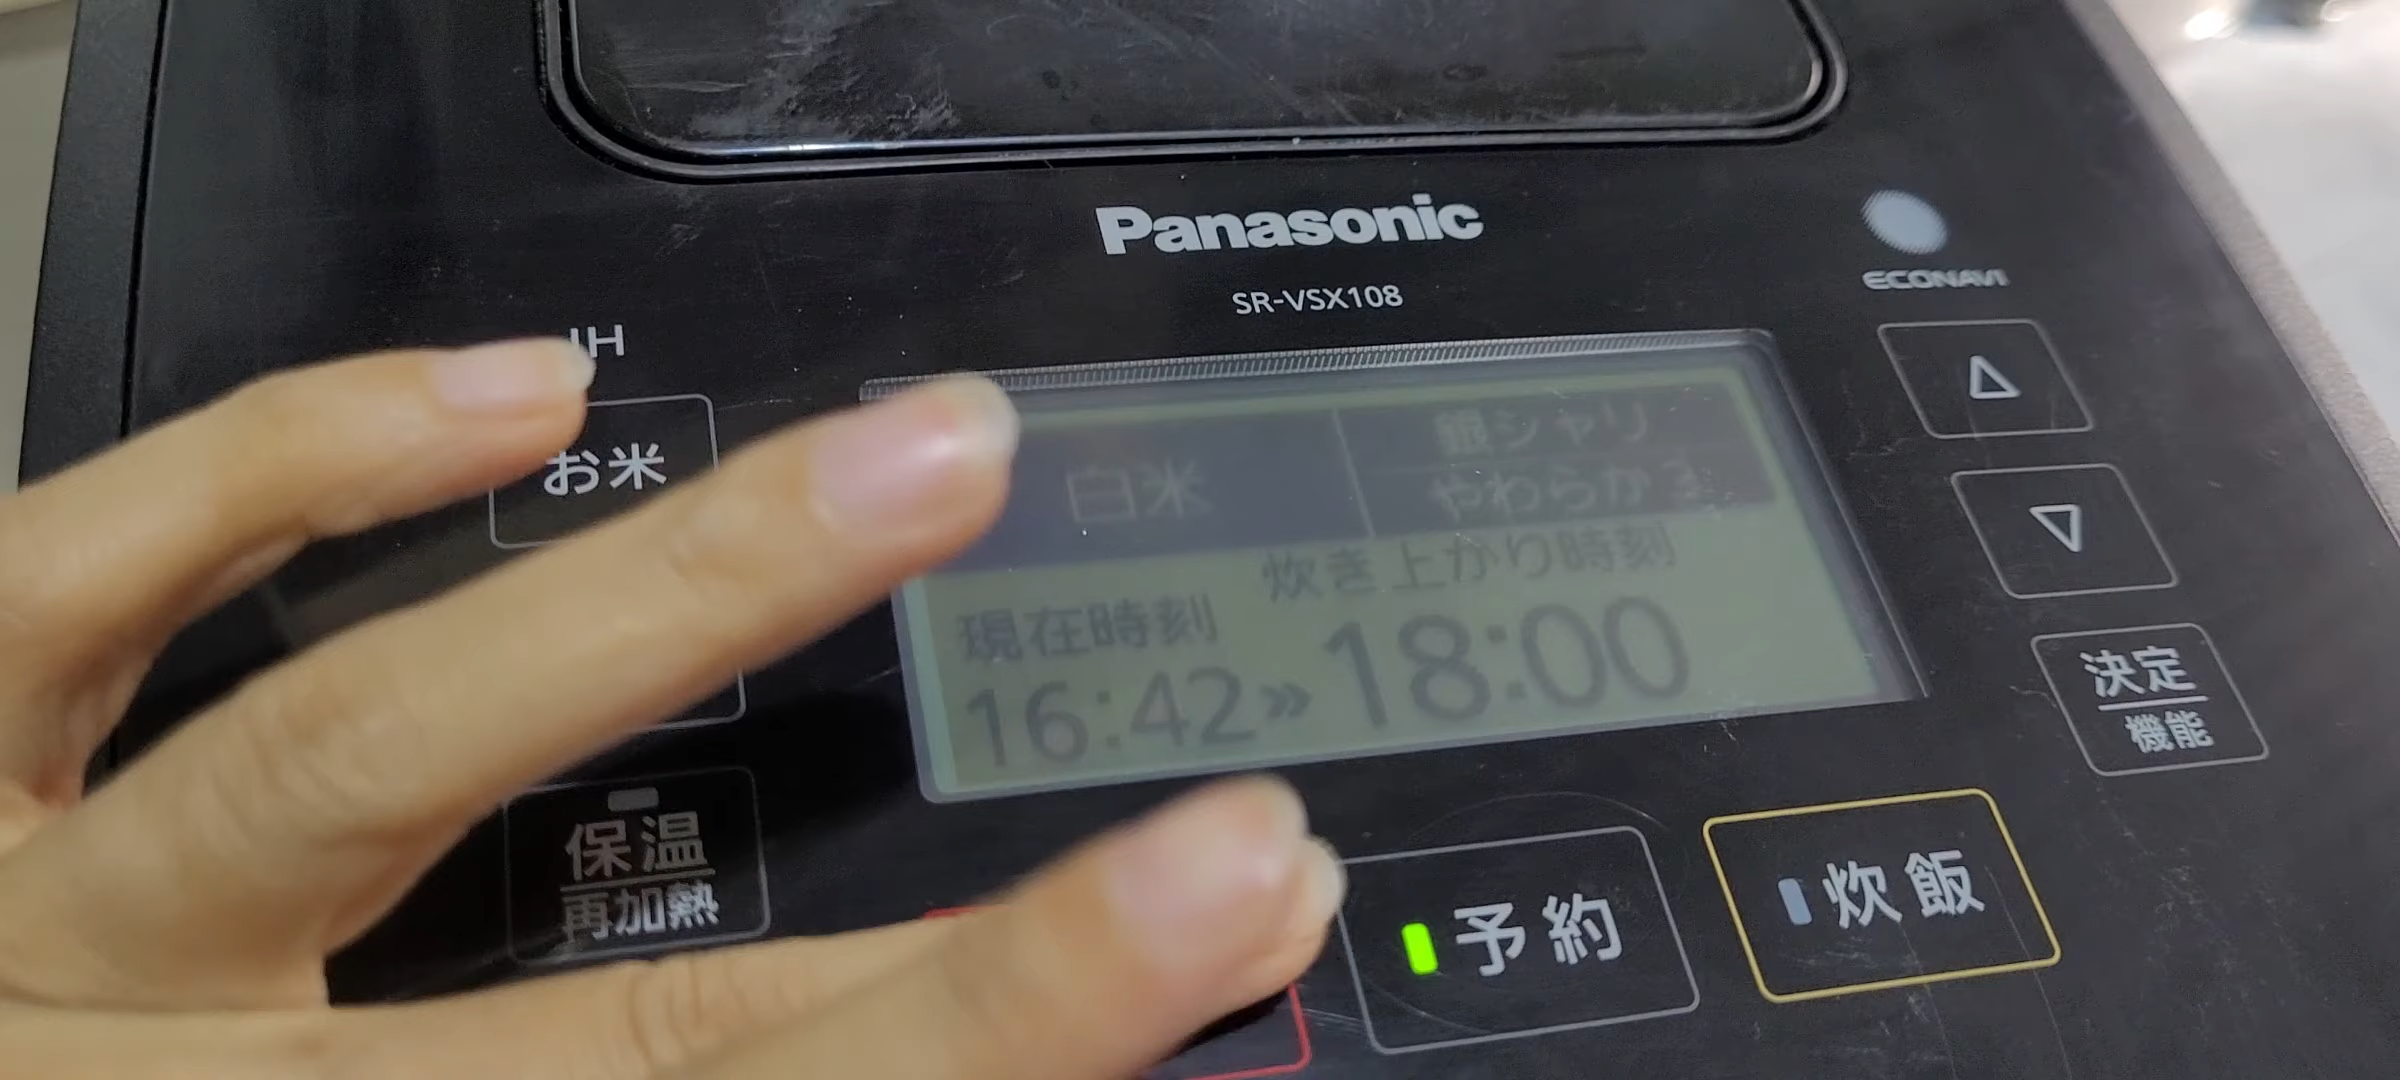 Panasonic
SR-VSX108
ECONAVI
IH
お米
白米
銀シャリ
やわらか
炊き上がり時刻
現在時刻
16:42»18:00
決定
機能
保温
再加熱
予約
炊飯